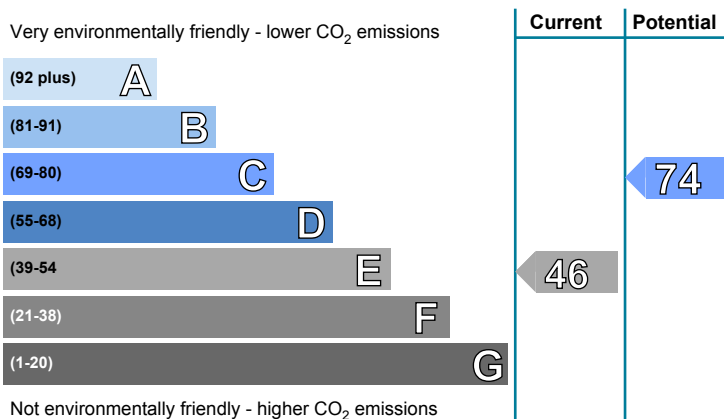 Current Potential
Very environmentally friendly - lower CO2 emissions
(92 plus) A
(81-91) B
(69-80) C 74
(55-68) D
(39-54 E 46
(21-38) F
(1-20) G
Not environmentally friendly - higher CO2 emissions